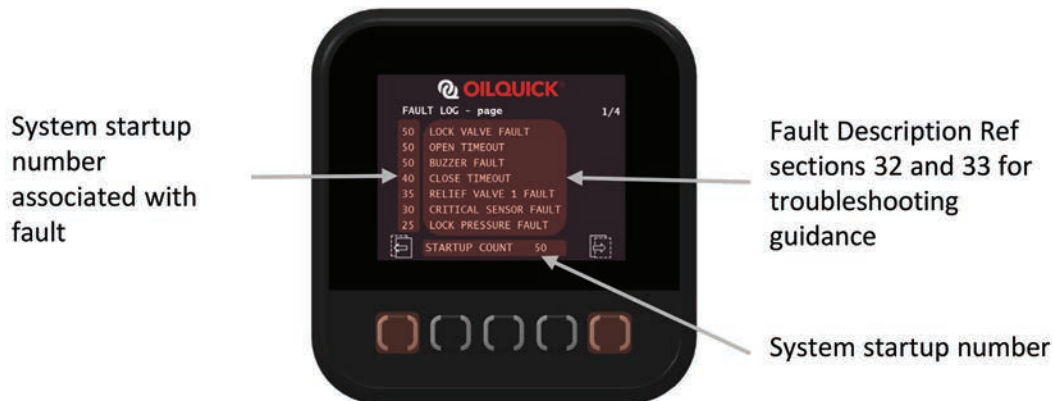 OILQUICK
FAULT LOG - page 1/4
50 LOCK VALVE FAULT
50 OPEN TIMEOUT
50 BUZZER FAULT
40 CLOSE TIMEOUT
35 RELIEF VALVE 1 FAULT
30 CRITICAL SENSOR FAULT
25 LOCK PRESSURE FAULT
STARTUP COUNT 50
System startup
number
associated with
fault
Fault Description Ref
sections 32 and 33 for
troubleshooting
guidance
System startup number